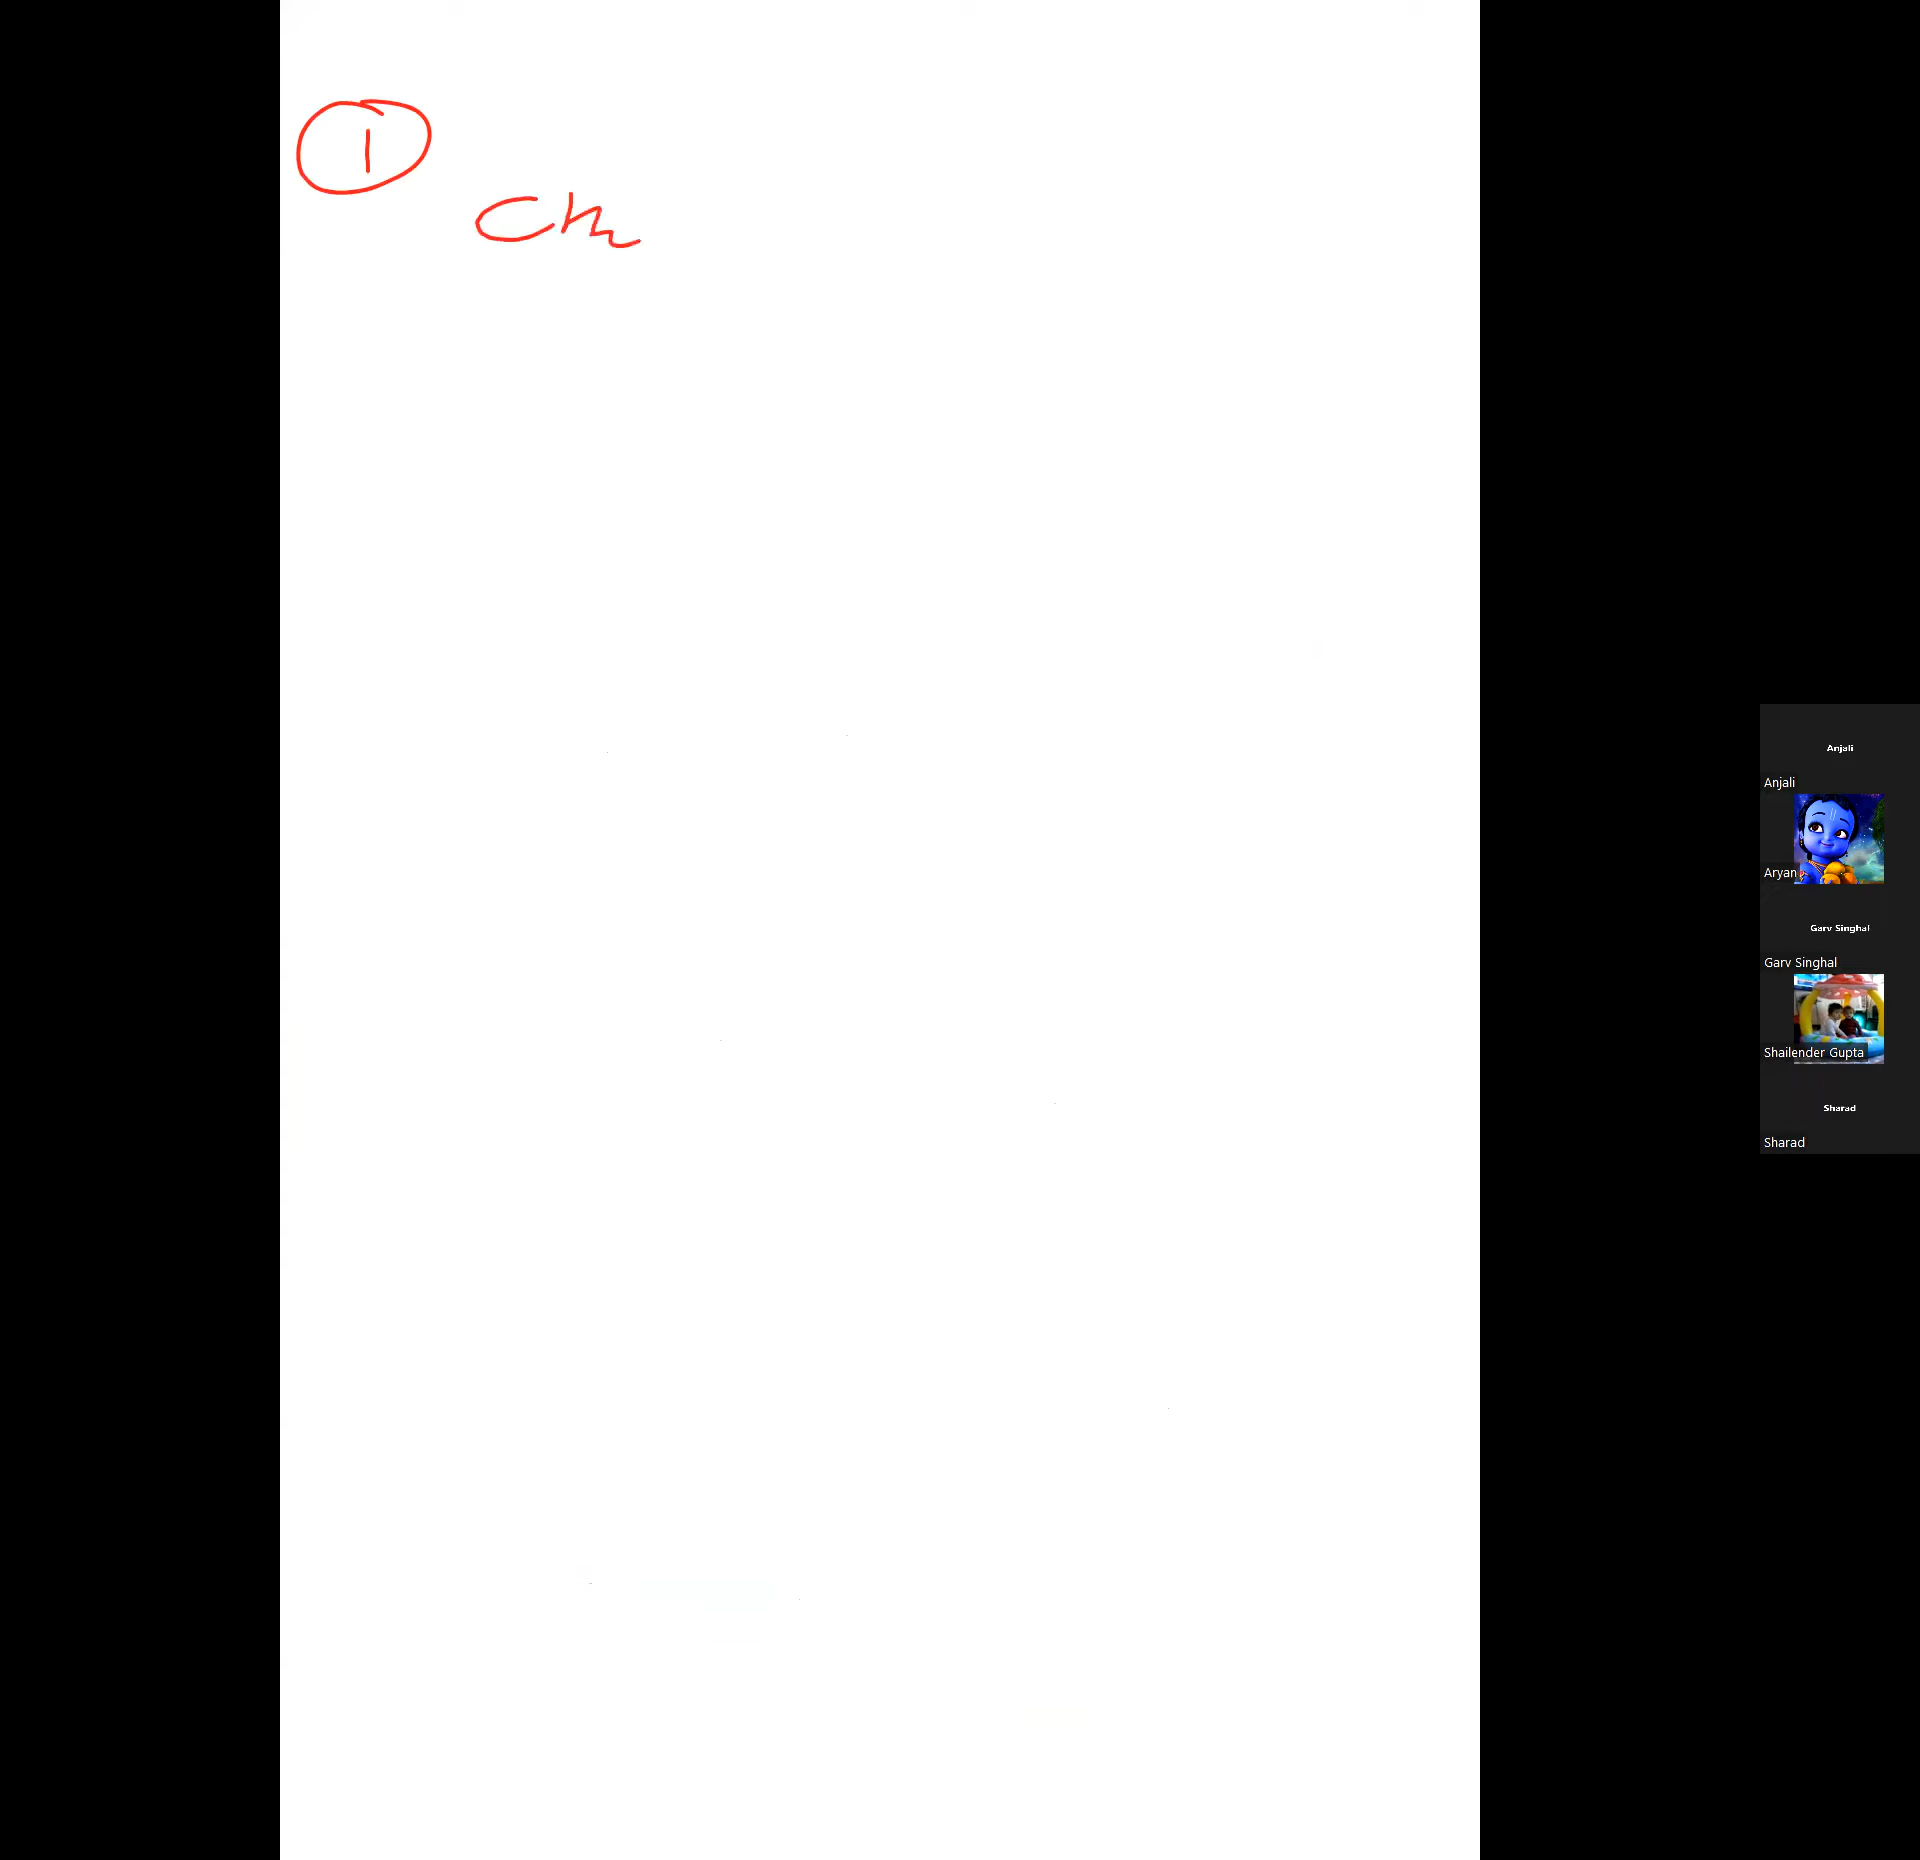 1
Ch
Anjali
Anjali
Aryan
Garv Singhal
Garv Singhal
Shailender Gupta
Sharad
Sharad